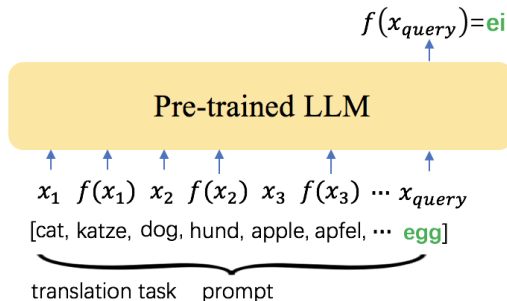 f(x_query)=ei
Pre-trained LLM
x₁ f(x₁) x₂ f(x₂) x₃ f(x₃) ⋯ x_query
[cat, katze, dog, hund, apple, apfel, ⋯ egg]
translation task prompt